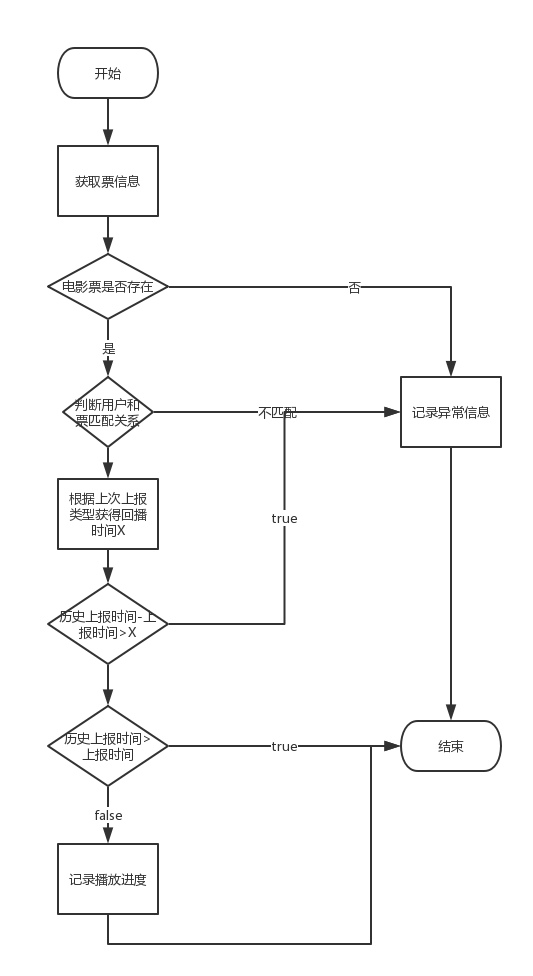 开始
获取票信息
电影票是否存在
否
是
判断用户和
票匹配关系
不匹配
记录异常信息
根据上次上报
类型获得回播
时间X
true
历史上报时间-上
报时间>X
历史上报时间>
上报时间
true
结束
false
记录播放进度